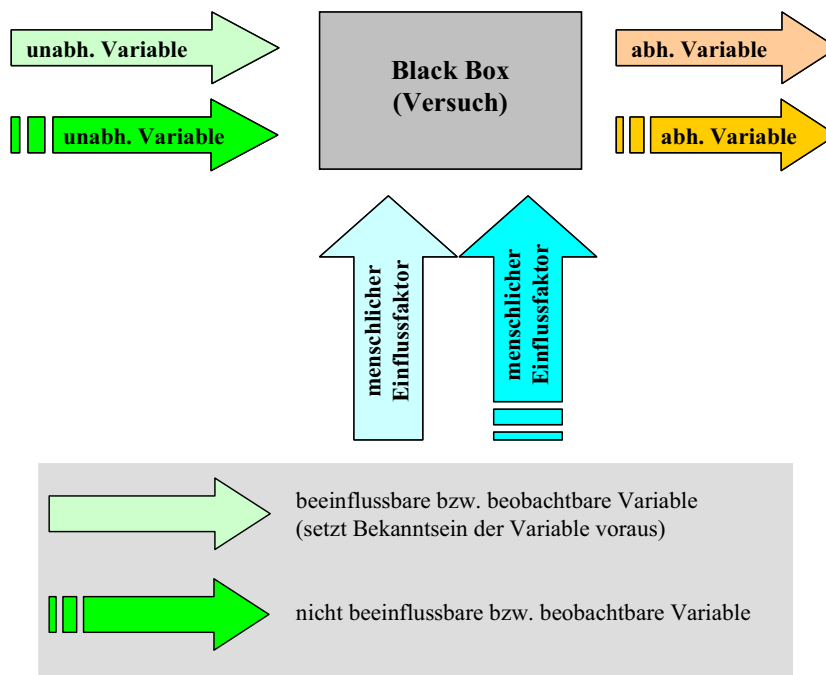 unabh. Variable
unabh. Variable
Black Box
(Versuch)
abh. Variable
abh. Variable
menschlicher
Einflussfaktor
menschlicher
Einflussfaktor
beeinflussbare bzw. beobachtbare Variable
(setzt Bekanntsein der Variable voraus)
nicht beeinflussbare bzw. beobachtbare Variable